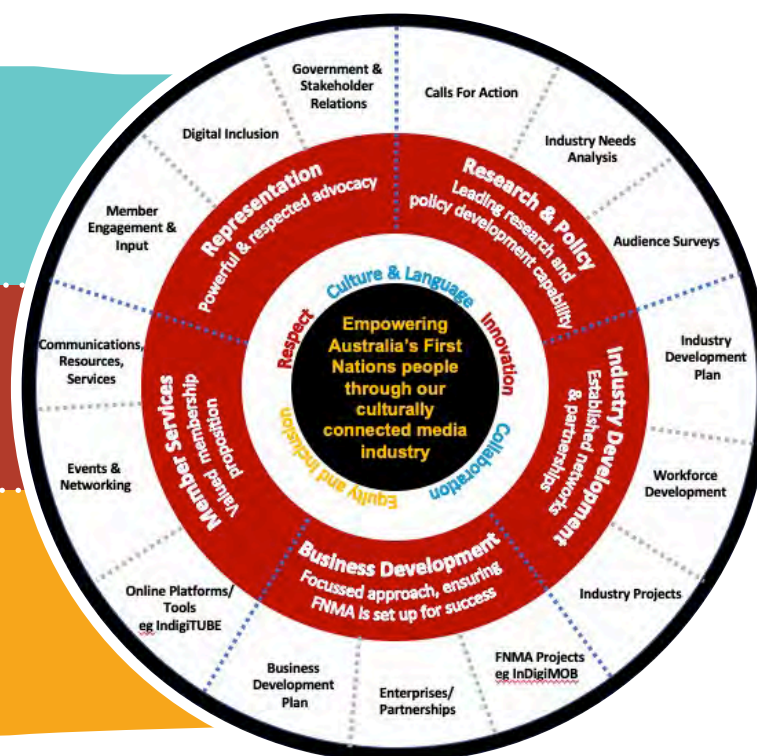 Government &
Stakeholder
Relations
Calls For Action
Industry Needs
Analysis
Audience Surveys
Industry
Development
Plan
Workforce
Development
Industry Projects
FNMA Projects
eg InDigiMOB
Enterprises/
Partnerships
Business
Development
Plan
Online Platforms/
Tools
eg IndigiTUBE
Events &
Networking
Communications,
Resources,
Services
Member
Engagement &
Input
Digital Inclusion
Representation
Powerful & respected advocacy
Research & Policy
Leading research and
policy development capability
Industry Development
Established networks
& partnerships
Business Development
Focussed approach, ensuring
FNMA is set up for success
Member Services
Valued membership
proposition
Culture & Language
Innovation
Collaboration
Equity and Inclusion
Respect
Empowering
Australia's First
Nations people
through our
culturally
connected media
industry